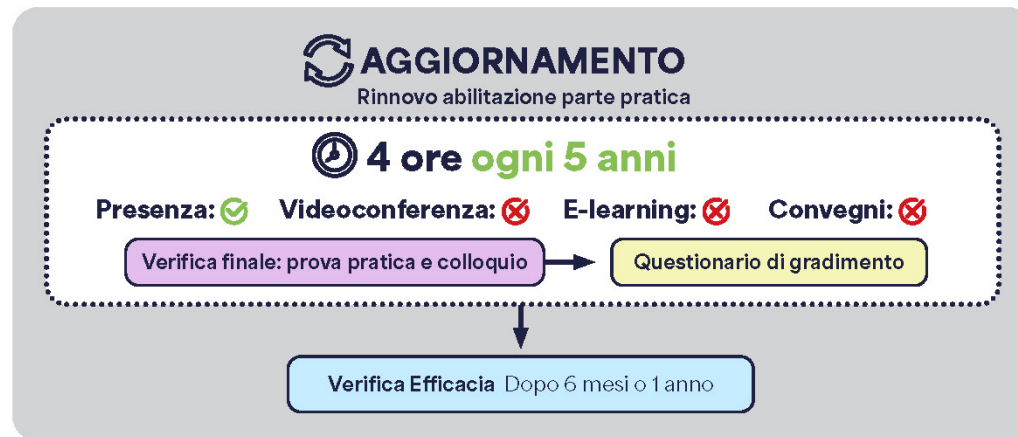 AGGIORNAMENTO
Rinnovo abilitazione parte pratica
4 ore ogni 5 anni
Presenza: Videoconferenza: E-learning: Convegni:
Verifica finale: prova pratica e colloquio Questionario di gradimento
Verifica Efficacia Dopo 6 mesi o 1 anno